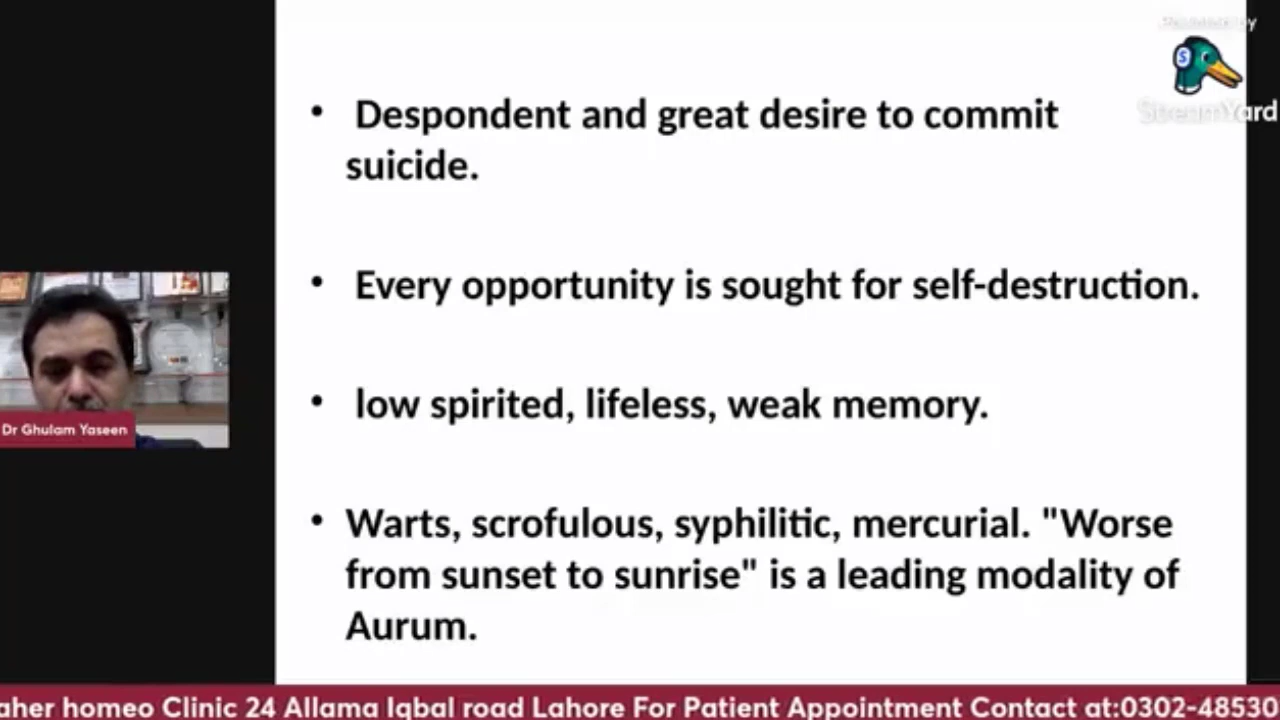 Powered by
StreamYard
• Despondent and great desire to commit
suicide.
• Every opportunity is sought for self-destruction.
• low spirited, lifeless, weak memory.
• Warts, scrofulous, syphilitic, mercurial. "Worse
from sunset to sunrise" is a leading modality of
Aurum.
Dr Ghulam Yaseen
aher homeo Clinic 24 Allama Iqbal road Lahore For Patient Appointment Contact at:0302-48530